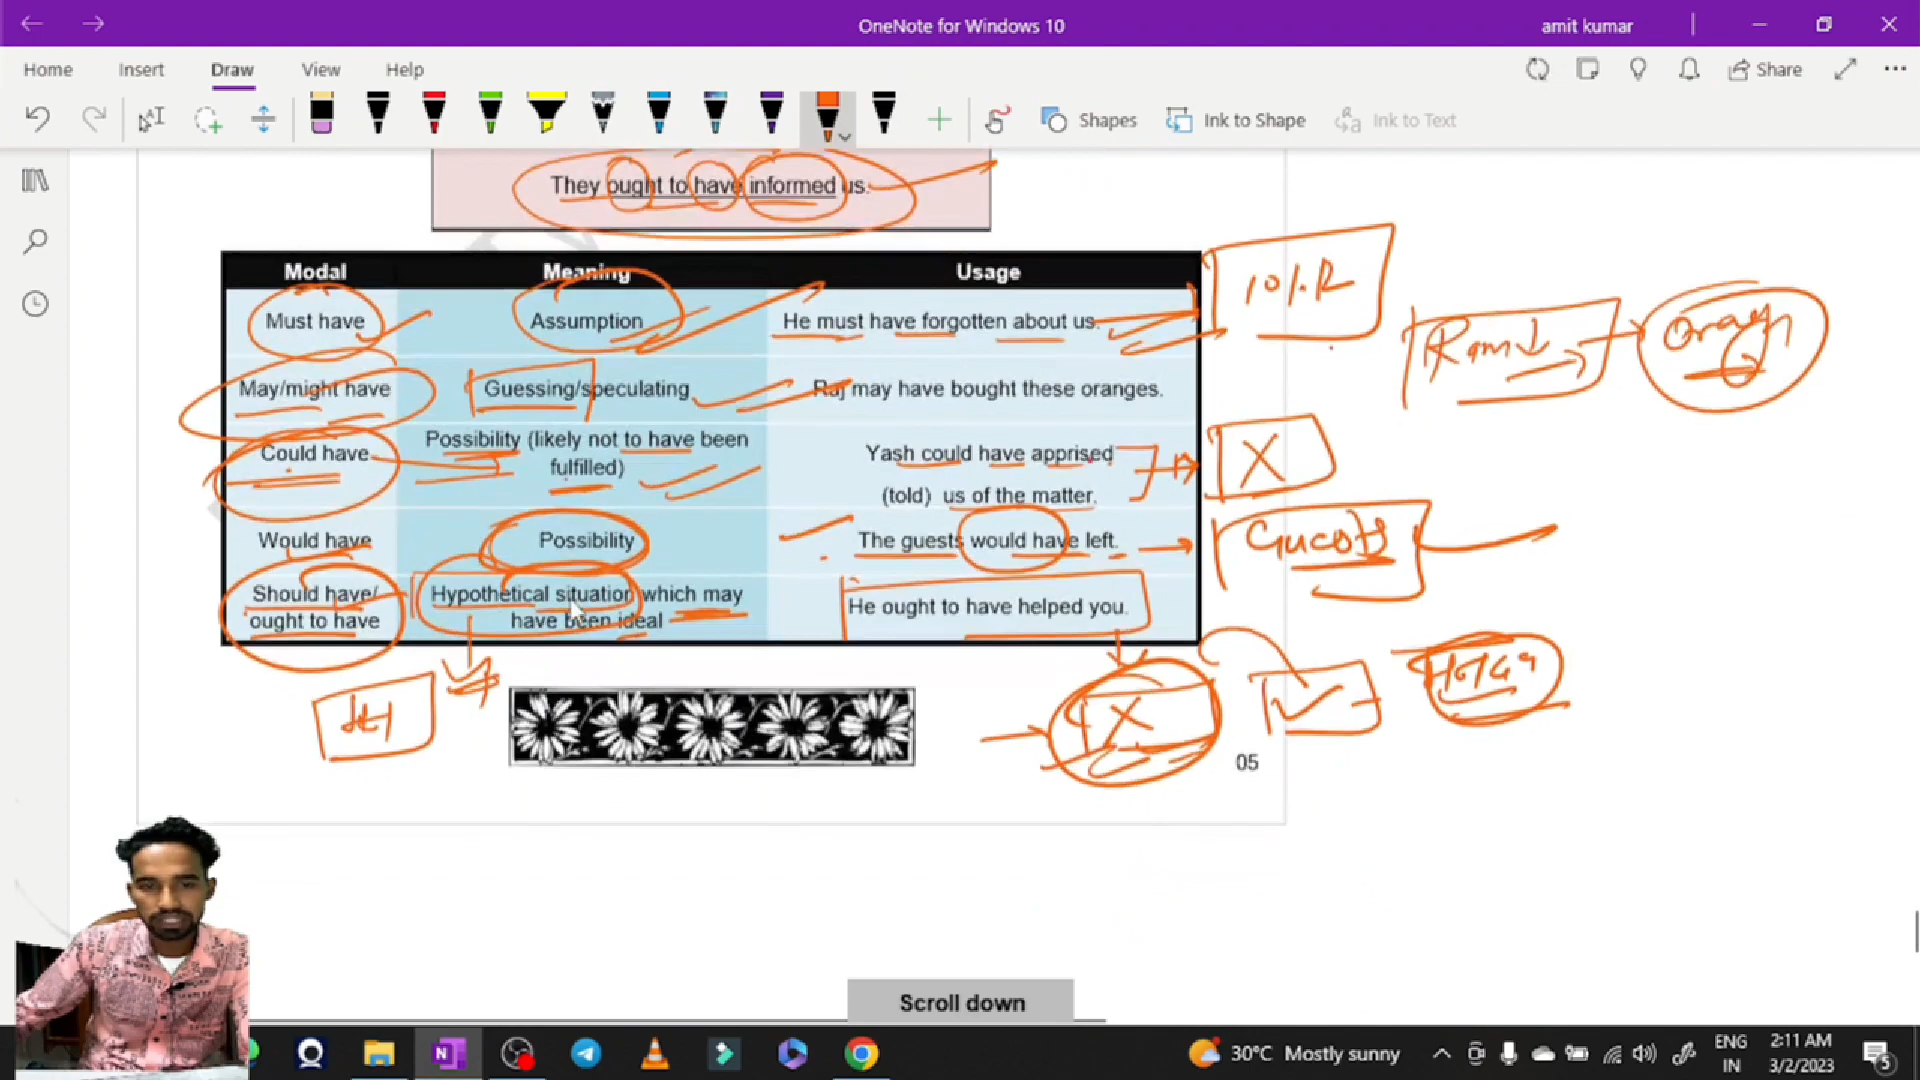 OneNote for Windows 10
amit kumar
Home Insert Draw View Help
Share
Shapes
Ink to Shape
Ink to Text
They ought to have informed us.
Modal Meaning Usage
Must have Assumption He must have forgotten about us.
May/might have Guessing/speculating Raj may have bought these oranges.
Could have Possibility (likely not to have been fulfilled) Yash could have apprised
(told) us of the matter.
Would have Possibility The guests would have left.
Should have/ Hypothetical situation which may He ought to have helped you.
ought to have have been ideal
10%.R
Ram
X
Guests
X
05
Scroll down
30°C Mostly sunny
ENG
IN
2:11 AM
3/2/2023
5